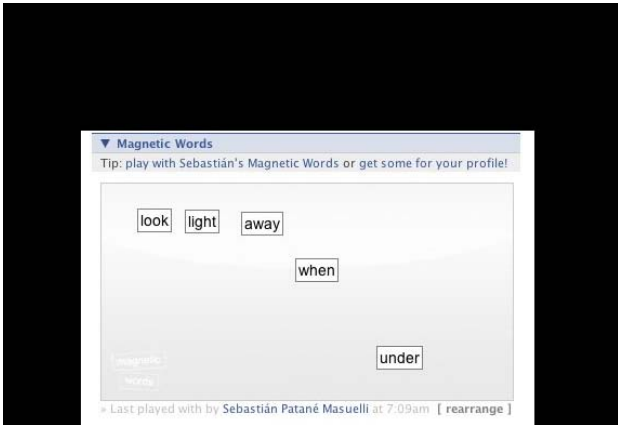 ▼ Magnetic Words
Tip: play with Sebastián's Magnetic Words or get some for your profile!
look light away
when
under
magnetic
words
» Last played with by Sebastián Patané Masuelli at 7:09am [ rearrange ]